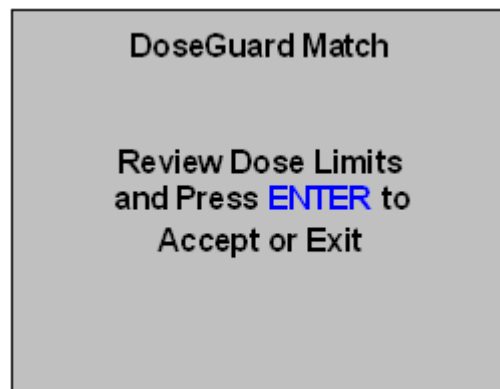 DoseGuard Match
Review Dose Limits
and Press ENTER to
Accept or Exit